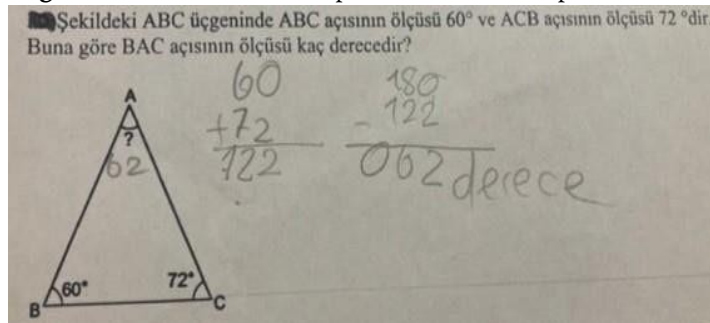 Şekildeki ABC üçgeninde ABC açısının ölçüsü 60° ve ACB açısının ölçüsü 72 °dir
Buna göre BAC açısının ölçüsü kaç derecedir?
A
?
62
60°
72°
B
C
60
+72
122
180
- 122
062 derece